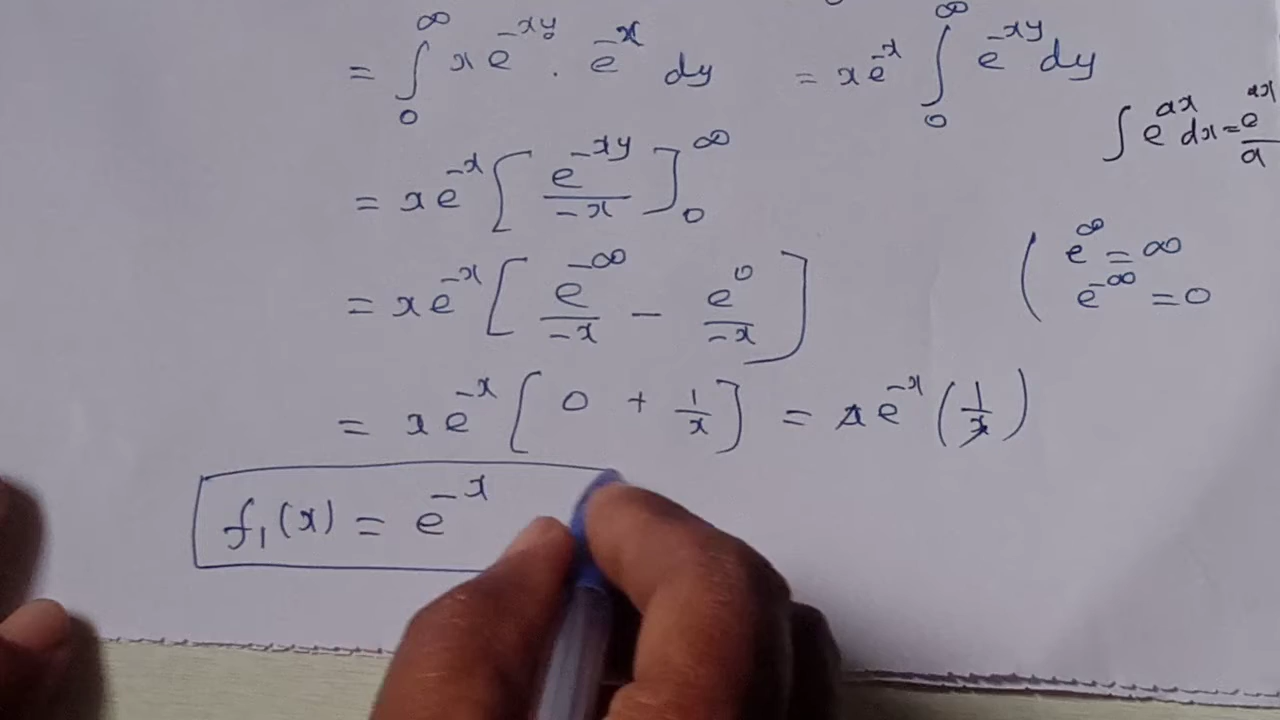 = ∫₀^∞ x e^{-xy} . e^{-x} dy = x e^{-x} ∫₀^∞ e^{-xy} dy
∫ e^{ax} dx = e^{ax}/a
= x e^{-x} [ e^{-xy}/-x ]₀^∞
( e^∞ = ∞
e^{-∞} = 0
= x e^{-x} [ e^{-∞}/-x - e^0/-x ]
= x e^{-x} [ 0 + 1/x ] = x e^{-x} (1/x)
f₁(x) = e^{-x}